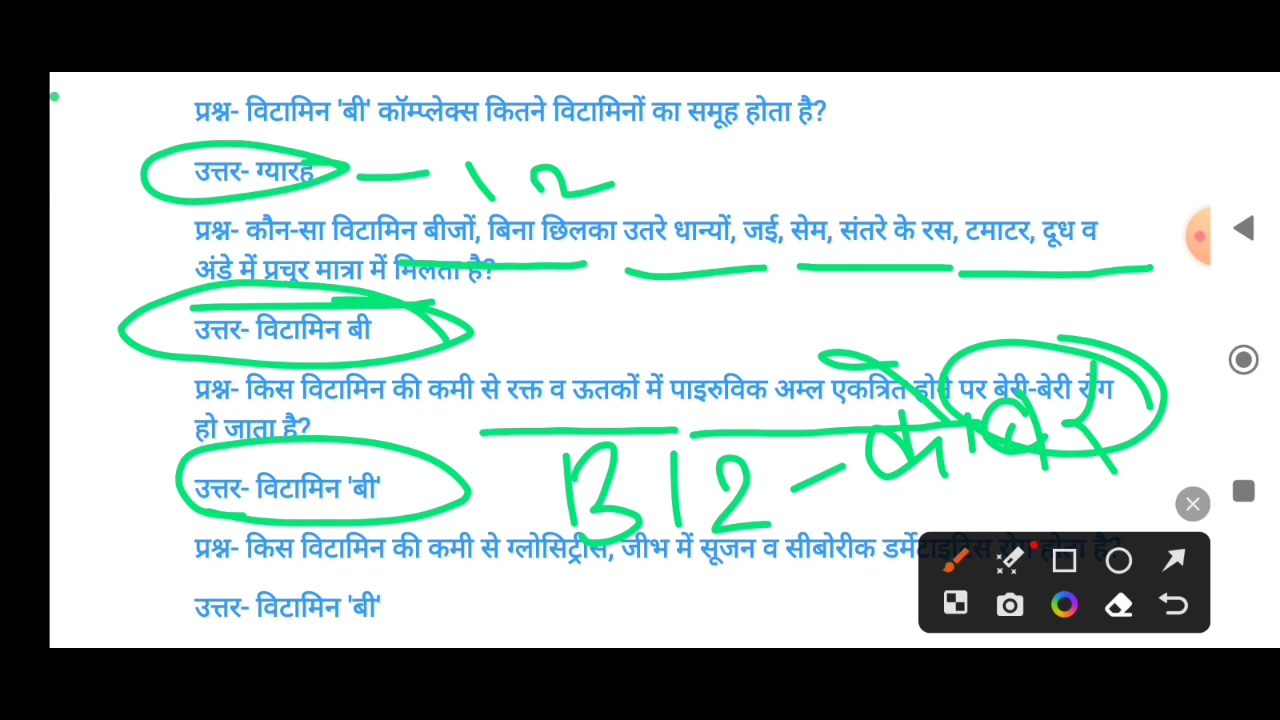 प्रश्न- विटामिन 'बी' कॉम्प्लेक्स कितने विटामिनों का समूह होता है?
उत्तर- ग्यारह — 12
प्रश्न- कौन-सा विटामिन बीजों, बिना छिलका उतरे धान्यों, जई, सेम, संतरे के रस, टमाटर, दूध व
अंडे में प्रचुर मात्रा में मिलता है?
उत्तर- विटामिन बी
प्रश्न- किस विटामिन की कमी से रक्त व ऊतकों में पाइरुविक अम्ल एकत्रित होने पर बेरी-बेरी रोग
हो जाता है?
उत्तर- विटामिन 'बी'
B12 -
प्रश्न- किस विटामिन की कमी से ग्लोसिट्रीस, जीभ में सूजन व सीबोरीक डर्मेटाइटिस रोग होता है?
उत्तर- विटामिन 'बी'